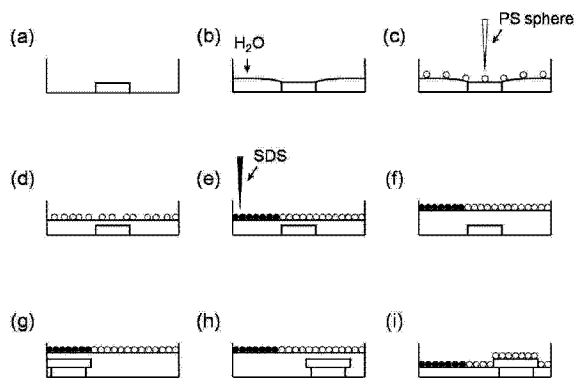 (a)
(b)
H₂O
(c)
PS sphere
(d)
(e)
SDS
(f)
(g)
(h)
(i)